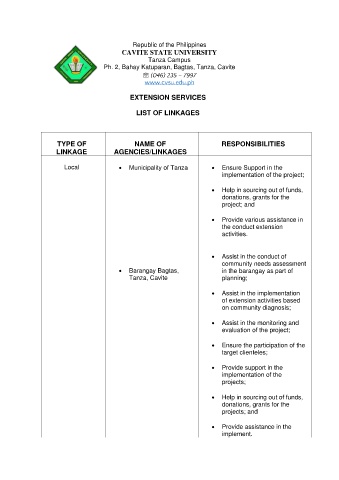 Republic of the Philippines
CAVITE STATE UNIVERSITY
Tanza Campus
Ph. 2, Bahay Katuparan, Bagtas, Tanza, Cavite
☏ (046) 235 – 7997
www.cvsu.edu.ph
EXTENSION SERVICES
LIST OF LINKAGES
TYPE OF
LINKAGE
NAME OF
AGENCIES/LINKAGES
RESPONSIBILITIES
Local
• Municipality of Tanza
• Ensure Support in the
implementation of the project;
• Help in sourcing out of funds,
donations, grants for the
project; and
• Provide various assistance in
the conduct extension
activities.
• Barangay Bagtas,
Tanza, Cavite
• Assist in the conduct of
community needs assessment
in the barangay as part of
planning;
• Assist in the implementation
of extension activities based
on community diagnosis;
• Assist in the monitoring and
evaluation of the project;
• Ensure the participation of the
target clienteles;
• Provide support in the
implementation of the
projects,
• Help in sourcing out of funds,
donations, grants for the
projects; and
• Provide assistance in the
implement.